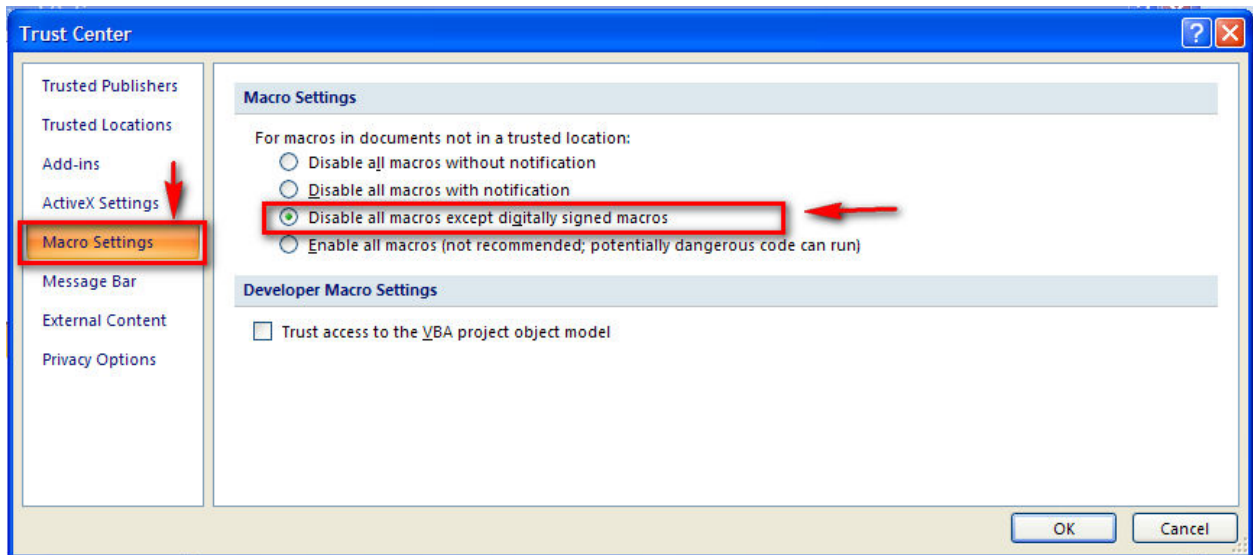 Trust Center
Trusted Publishers
Trusted Locations
Add-ins
ActiveX Settings
Macro Settings
Message Bar
External Content
Privacy Options
Macro Settings
For macros in documents not in a trusted location:
Disable all macros without notification
Disable all macros with notification
Disable all macros except digitally signed macros
Enable all macros (not recommended; potentially dangerous code can run)
Developer Macro Settings
Trust access to the VBA project object model
OK
Cancel